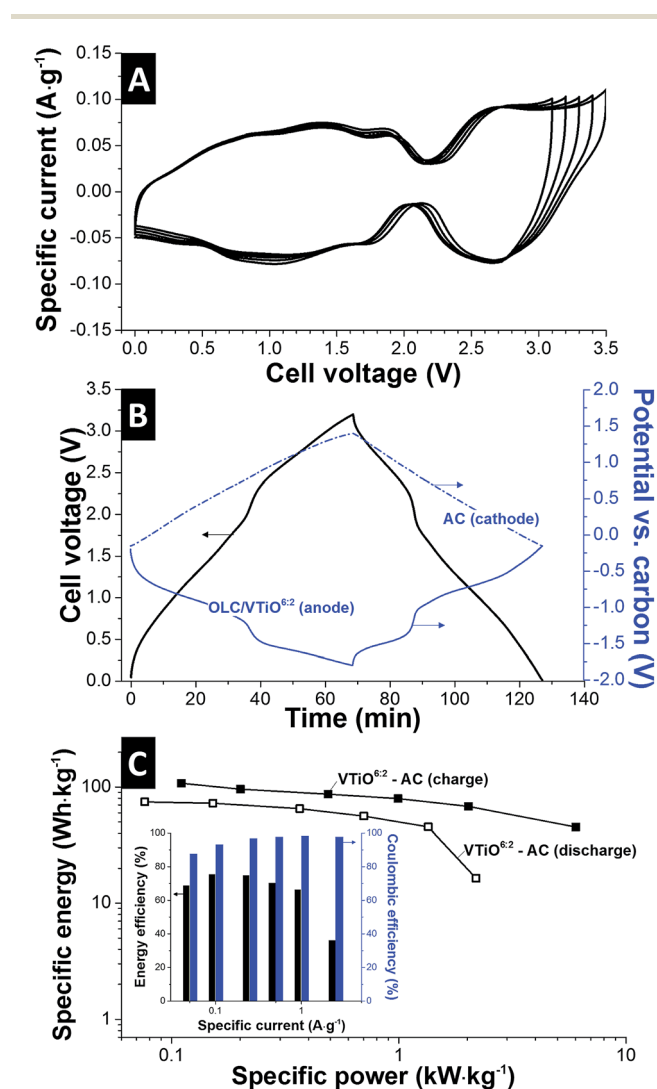 A
Specific current (A·g⁻¹)
0.15
0.10
0.05
0.00
-0.05
-0.10
-0.15
0.0 0.5 1.0 1.5 2.0 2.5 3.0 3.5
Cell voltage (V)
B
Cell voltage (V)
3.5
3.0
2.5
2.0
1.5
1.0
0.5
0.0
AC (cathode)
OLC/VTiO⁶:² (anode)
2.0
1.5
1.0
0.5
0.0
-0.5
-1.0
-1.5
-2.0
Potential vs. carbon (V)
0 20 40 60 80 100 120 140
Time (min)
C
Specific energy (Wh·kg⁻¹)
100
10
1
VTiO⁶:² - AC (charge)
VTiO⁶:² - AC (discharge)
Energy efficiency (%)
100
80
60
40
20
0
100
80
60
40
20
0
Coulombic efficiency (%)
0.1 1
Specific current (A·g⁻¹)
0.1 1 10
Specific power (kW·kg⁻¹)